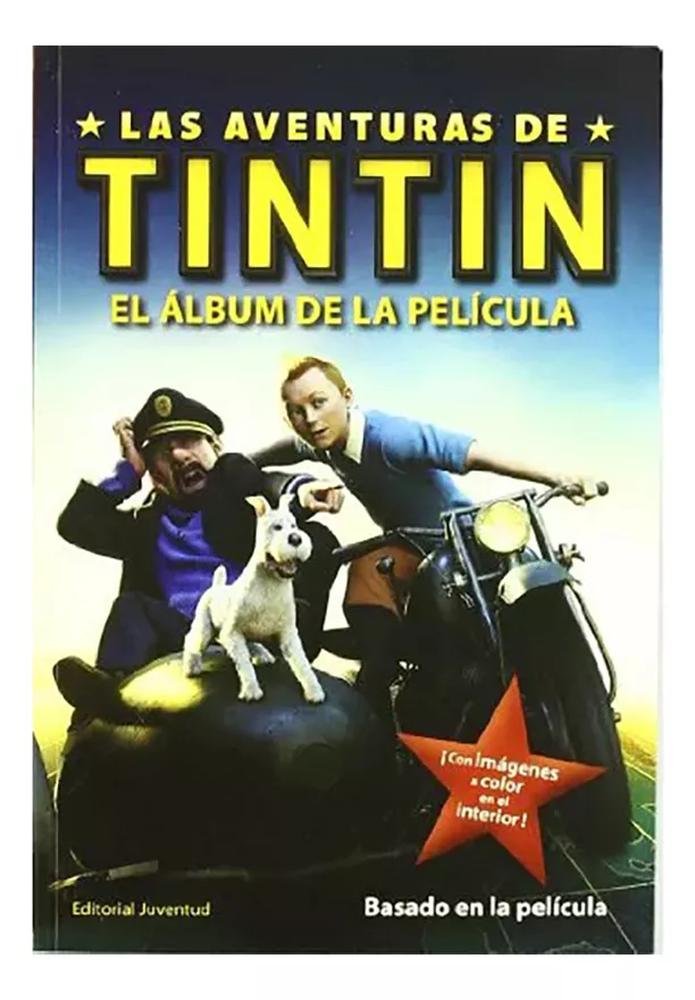 ★ LAS AVENTURAS DE ★
TINTIN
EL ÁLBUM DE LA PELÍCULA
¡Con imágenes
a color
en el
interior!
Editorial Juventud
Basado en la película